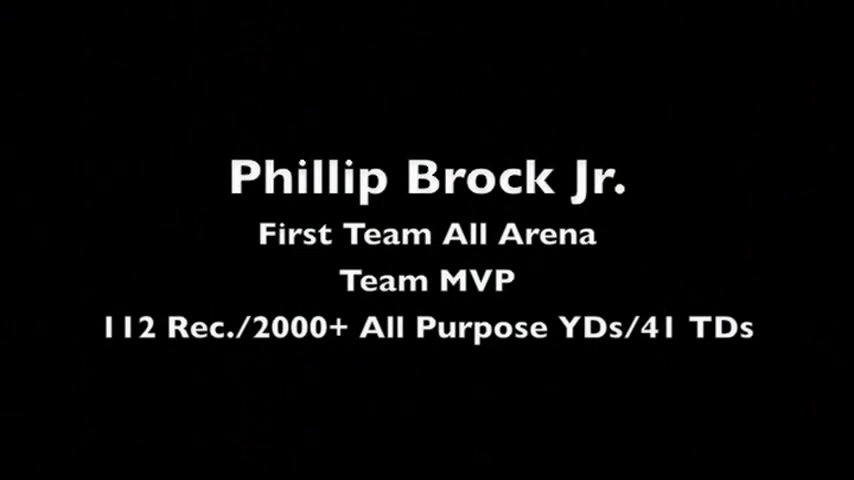 Phillip Brock Jr.
First Team All Arena
Team MVP
112 Rec./2000+ All Purpose YDs/41 TDs